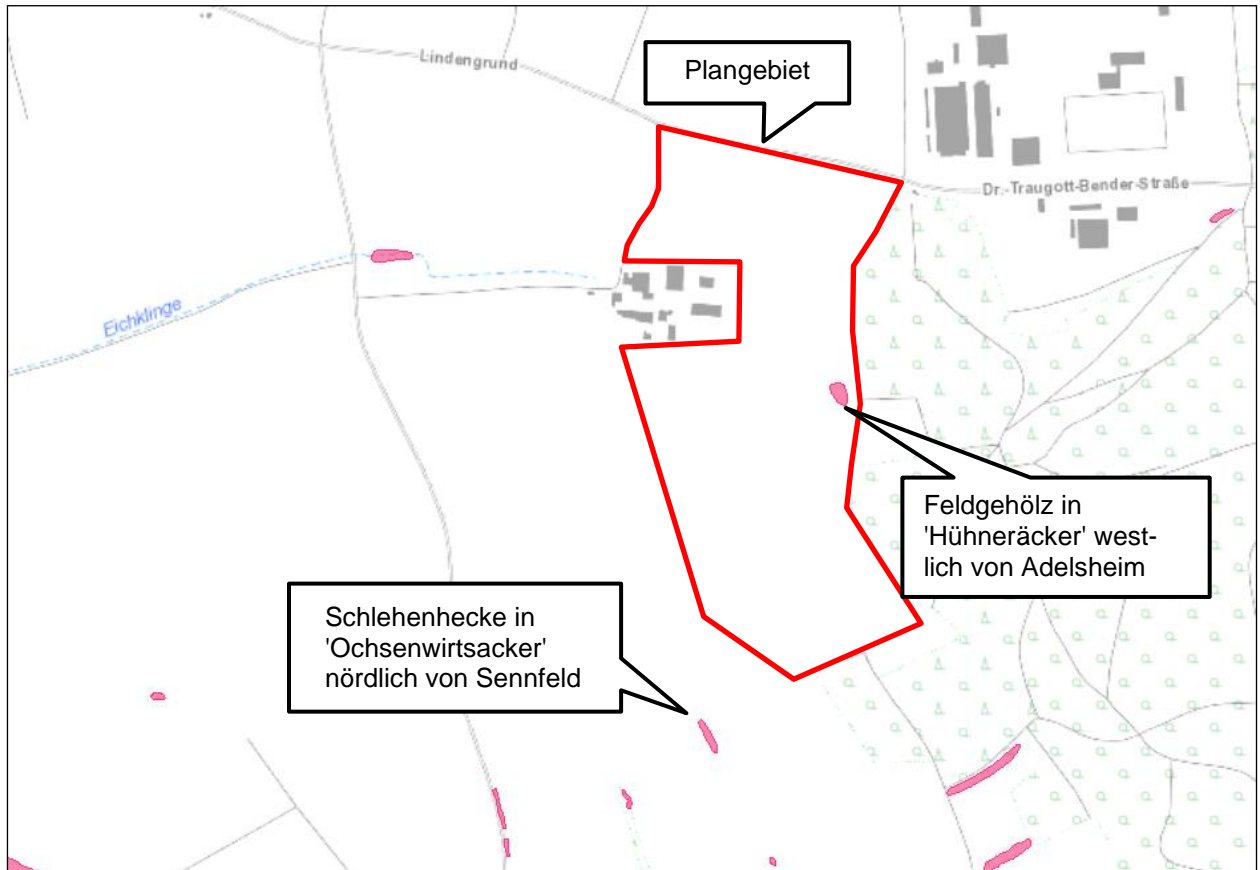 Lindengrund
Plangebiet
Dr.-Traugott-Bender-Straße
Eichklinge
Feldgehölz in
'Hühneräcker' west-
lich von Adelsheim
Schlehenhecke in
'Ochsenwirtsacker'
nördlich von Sennfeld